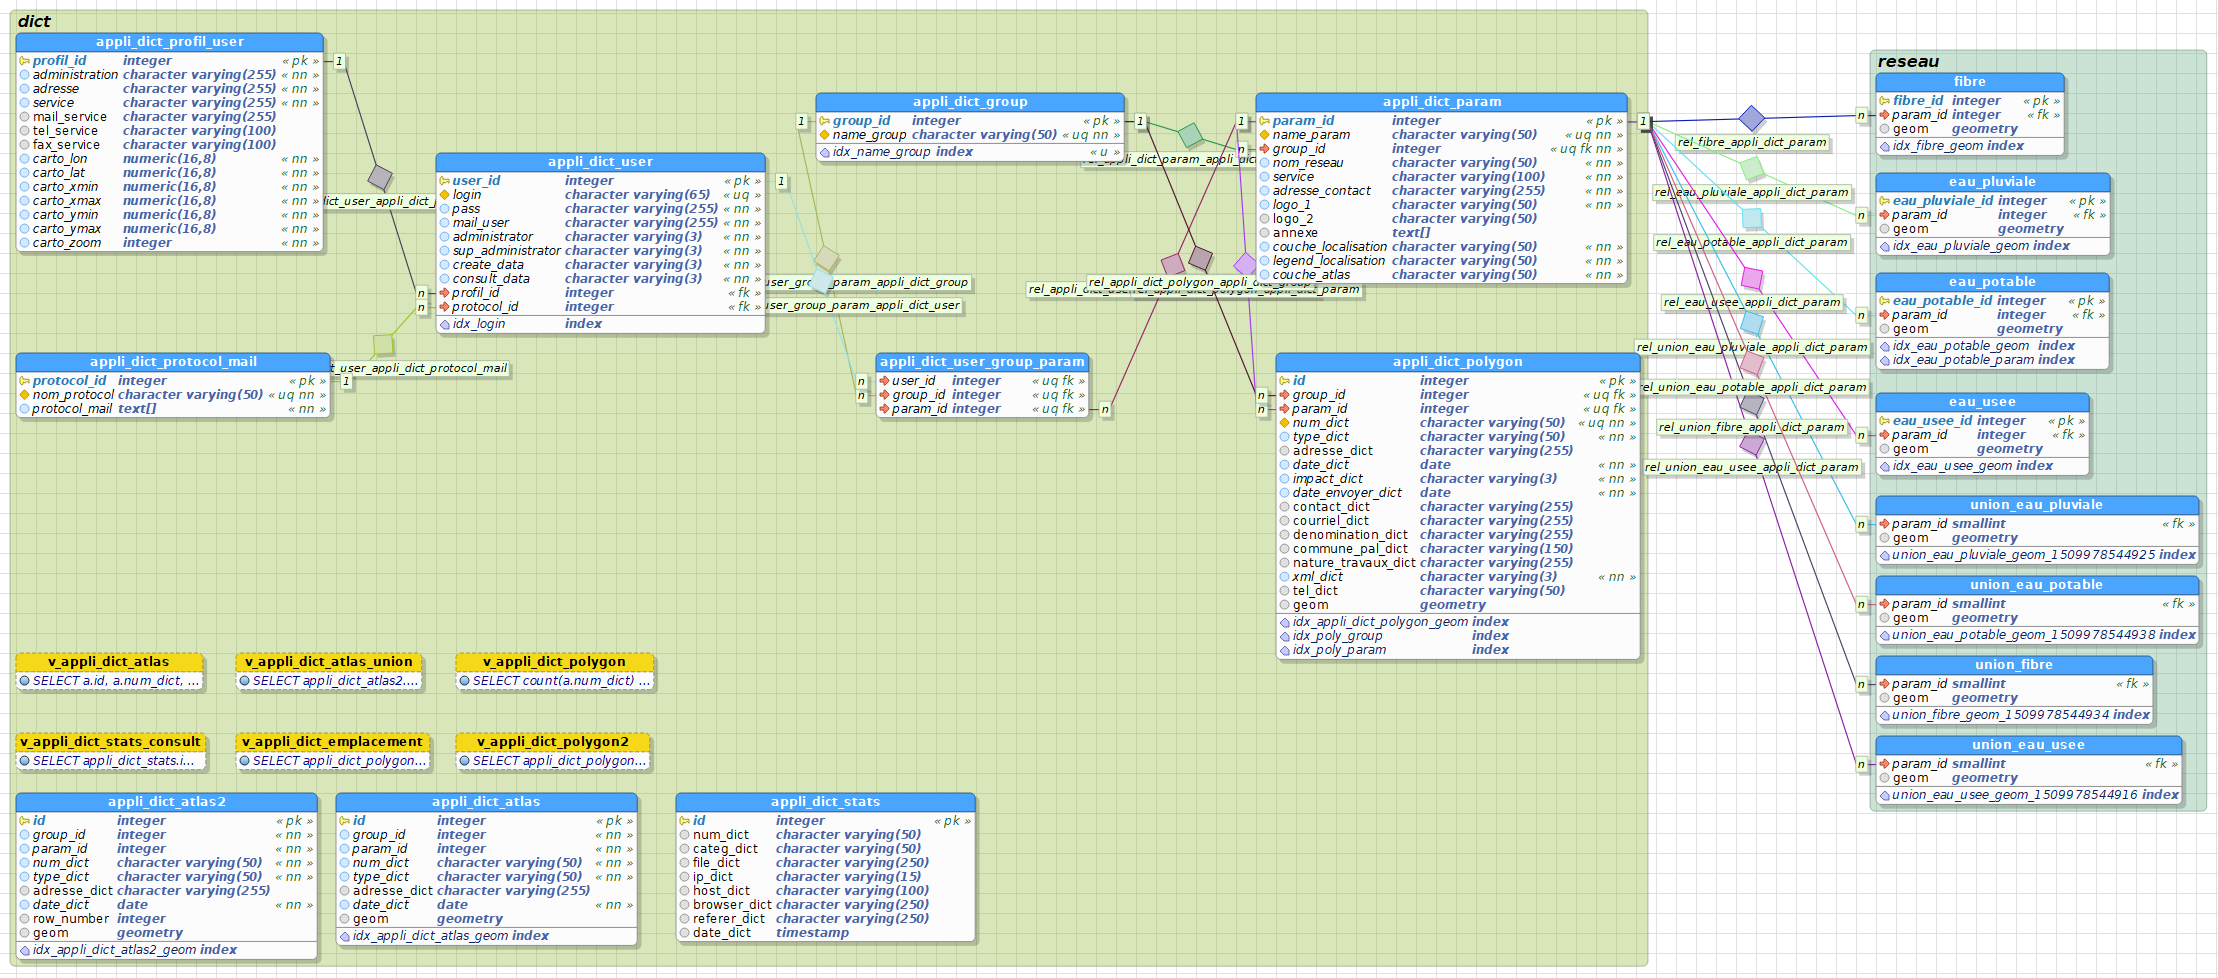 dict
appli_dict_profil_user
profil_id integer « pk »
administration character varying(255) « nn »
adresse character varying(255) « nn »
service character varying(255) « nn »
mail_service character varying(255)
tel_service character varying(100)
fax_service character varying(100)
carto_lon numeric(16,8) « nn »
carto_lat numeric(16,8) « nn »
carto_xmin numeric(16,8) « nn »
carto_xmax numeric(16,8) « nn »
carto_ymin numeric(16,8) « nn »
carto_ymax numeric(16,8) « nn »
carto_zoom integer « nn »
1
dict_user_appli_dict_
appli_dict_user
user_id integer « pk »
login character varying(65) « uq »
pass character varying(255) « nn »
mail_user character varying(255) « nn »
administrator character varying(3) « nn »
sup_administrator character varying(3) « nn »
create_data character varying(3) « nn »
consult_data character varying(3) « nn »
profil_id integer « fk »
protocol_id integer « fk »
idx_login index
n
n
1
appli_dict_protocol_mail
protocol_id integer « pk »
nom_protocol character varying(50) « uq nn »
protocol_mail text[] « nn »
1
t_user_appli_dict_protocol_mail
appli_dict_group
group_id integer « pk »
name_group character varying(50) « uq nn »
idx_name_group index « u »
1
1
user_group_param_appli_dict_group
user_group_param_appli_dict_user
appli_dict_user_group_param
user_id integer « uq fk »
group_id integer « uq fk »
param_id integer « uq fk »
n
n
n
rel_appli_dict_param_appli_dict
rel_appli_dict_polygon_appli_dict_group
appli_dict_param
param_id integer « pk »
name_param character varying(50) « uq nn »
group_id integer « uq fk nn »
nom_reseau character varying(50) « nn »
service character varying(100) « nn »
adresse_contact character varying(255) « nn »
logo_1 character varying(50) « nn »
logo_2 character varying(50)
annexe text[]
couche_localisation character varying(50) « nn »
legend_localisation character varying(50) « nn »
couche_atlas character varying(50) « nn »
1
n
1
appli_dict_polygon
id integer « pk »
group_id integer « uq fk »
param_id integer « uq fk »
num_dict character varying(50) « uq nn »
type_dict character varying(50) « nn »
adresse_dict character varying(255)
date_dict date « nn »
impact_dict character varying(3) « nn »
date_envoyer_dict date « nn »
contact_dict character varying(255)
courriel_dict character varying(255)
denomination_dict character varying(255)
commune_pal_dict character varying(150)
nature_travaux_dict character varying(255)
xml_dict character varying(3) « nn »
tel_dict character varying(50)
geom geometry
idx_appli_dict_polygon_geom index
idx_poly_group index
idx_poly_param index
n
n
v_appli_dict_atlas
SELECT a.id, a.num_dict, ...
v_appli_dict_atlas_union
SELECT appli_dict_atlas2....
v_appli_dict_polygon
SELECT count(a.num_dict) ...
v_appli_dict_stats_consult
SELECT appli_dict_stats.i...
v_appli_dict_emplacement
SELECT appli_dict_polygon...
v_appli_dict_polygon2
SELECT appli_dict_polygon...
appli_dict_atlas2
id integer « pk »
group_id integer « nn »
param_id integer « nn »
num_dict character varying(50) « nn »
type_dict character varying(50) « nn »
adresse_dict character varying(255)
date_dict date « nn »
row_number integer
geom geometry
idx_appli_dict_atlas2_geom index
appli_dict_atlas
id integer « pk »
group_id integer « nn »
param_id integer « nn »
num_dict character varying(50) « nn »
type_dict character varying(50) « nn »
adresse_dict character varying(255)
date_dict date « nn »
geom geometry
idx_appli_dict_atlas_geom index
appli_dict_stats
id integer « pk »
num_dict character varying(50)
categ_dict character varying(50)
file_dict character varying(250)
ip_dict character varying(15)
host_dict character varying(100)
browser_dict character varying(250)
referer_dict character varying(250)
date_dict timestamp
rel_fibre_appli_dict_param
rel_eau_pluviale_appli_dict_param
rel_eau_potable_appli_dict_param
rel_eau_usee_appli_dict_param
rel_union_eau_pluviale_appli_dict_param
rel_union_eau_potable_appli_dict_param
rel_union_fibre_appli_dict_param
rel_union_eau_usee_appli_dict_param
reseau
fibre
n
fibre_id integer « pk »
param_id integer « fk »
geom geometry
idx_fibre_geom index
eau_pluviale
n
eau_pluviale_id integer « pk »
param_id integer « fk »
geom geometry
idx_eau_pluviale_geom index
eau_potable
n
eau_potable_id integer « pk »
param_id integer « fk »
geom geometry
idx_eau_potable_geom index
idx_eau_potable_param index
eau_usee
n
eau_usee_id integer « pk »
param_id integer « fk »
geom geometry
idx_eau_usee_geom index
union_eau_pluviale
n
param_id smallint « fk »
geom geometry
union_eau_pluviale_geom_1509978544925 index
union_eau_potable
n
param_id smallint « fk »
geom geometry
union_eau_potable_geom_1509978544938 index
union_fibre
n
param_id smallint « fk »
geom geometry
union_fibre_geom_1509978544934 index
union_eau_usee
n
param_id smallint « fk »
geom geometry
union_eau_usee_geom_1509978544916 index